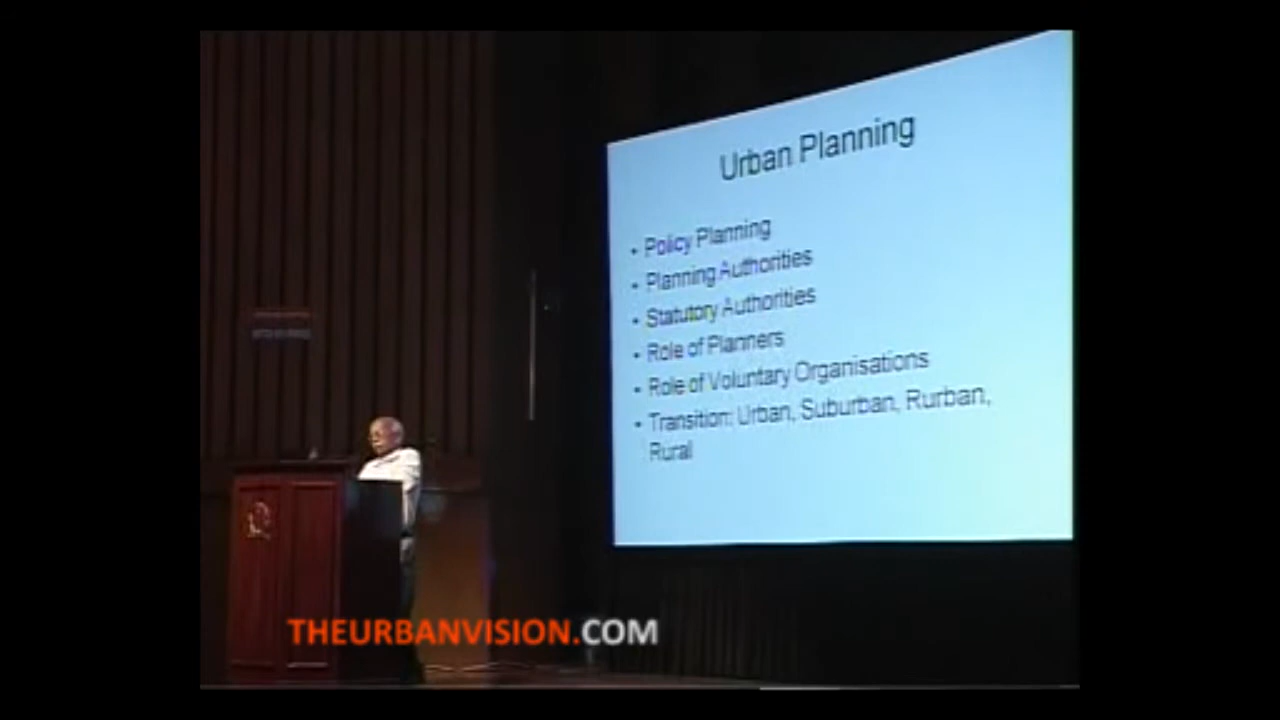 Urban Planning
• Policy Planning
• Planning Authorities
• Statutory Authorities
• Role of Planners
• Role of Voluntary Organisations
• Transition: Urban, Suburban, Rurban,
Rural
THEURBANVISION.COM